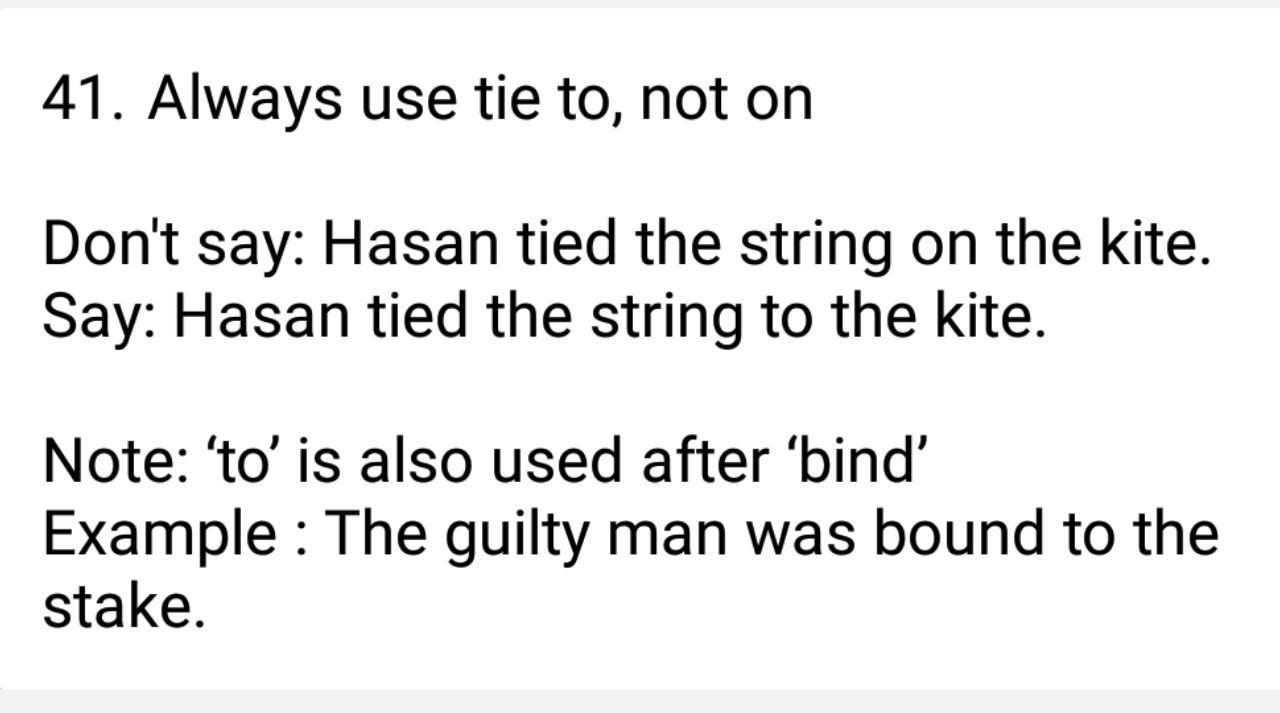 41. Always use tie to, not on
Don't say: Hasan tied the string on the kite.
Say: Hasan tied the string to the kite.
Note: ‘to’ is also used after ‘bind’
Example : The guilty man was bound to the
stake.